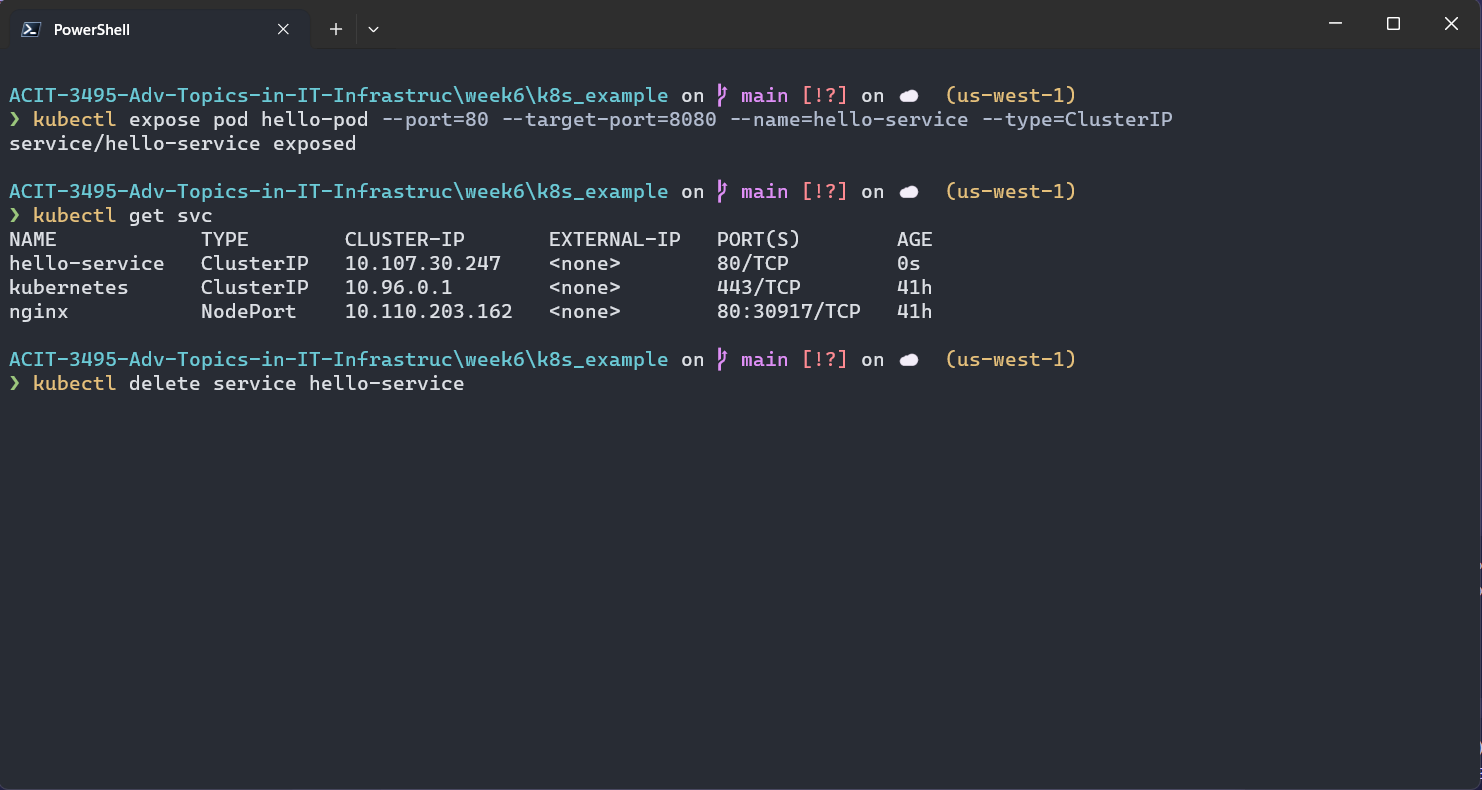 PowerShell
ACIT-3495-Adv-Topics-in-IT-Infrastruc\week6\k8s_example on main [!?] on (us-west-1)
❯ kubectl expose pod hello-pod --port=80 --target-port=8080 --name=hello-service --type=ClusterIP
service/hello-service exposed
ACIT-3495-Adv-Topics-in-IT-Infrastruc\week6\k8s_example on main [!?] on (us-west-1)
❯ kubectl get svc
NAME TYPE CLUSTER-IP EXTERNAL-IP PORT(S) AGE
hello-service ClusterIP 10.107.30.247 <none> 80/TCP 0s
kubernetes ClusterIP 10.96.0.1 <none> 443/TCP 41h
nginx NodePort 10.110.203.162 <none> 80:30917/TCP 41h
ACIT-3495-Adv-Topics-in-IT-Infrastruc\week6\k8s_example on main [!?] on (us-west-1)
❯ kubectl delete service hello-service